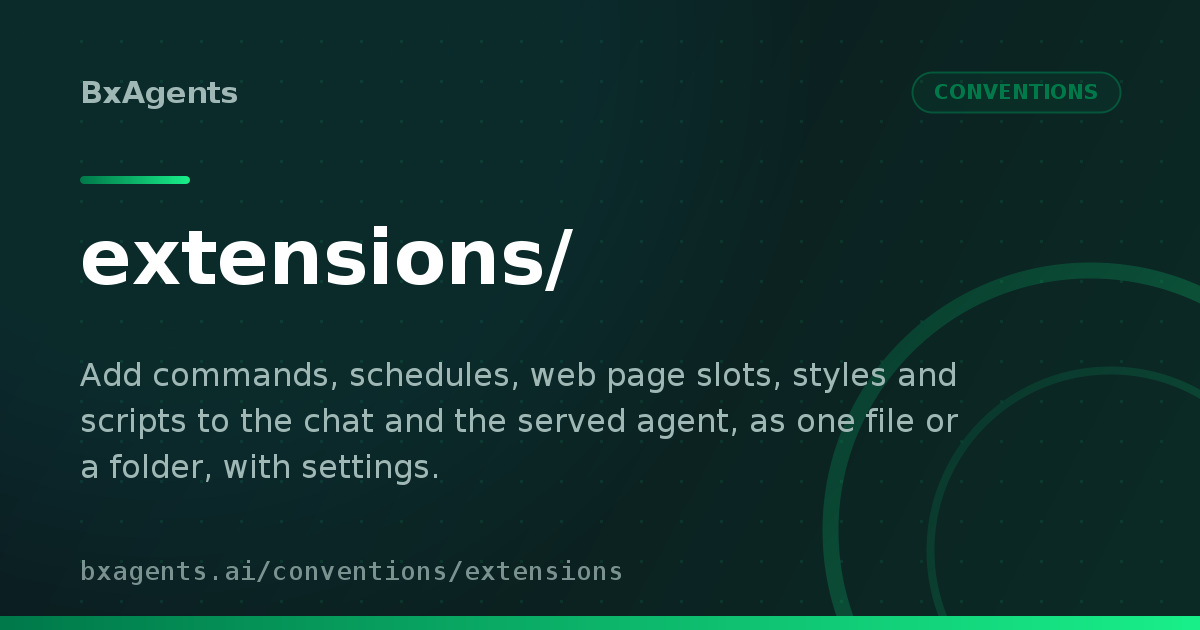 BxAgents
CONVENTIONS
extensions/
Add commands, schedules, web page slots, styles and
scripts to the chat and the served agent, as one file or
a folder, with settings.
bxagents.ai/conventions/extensions